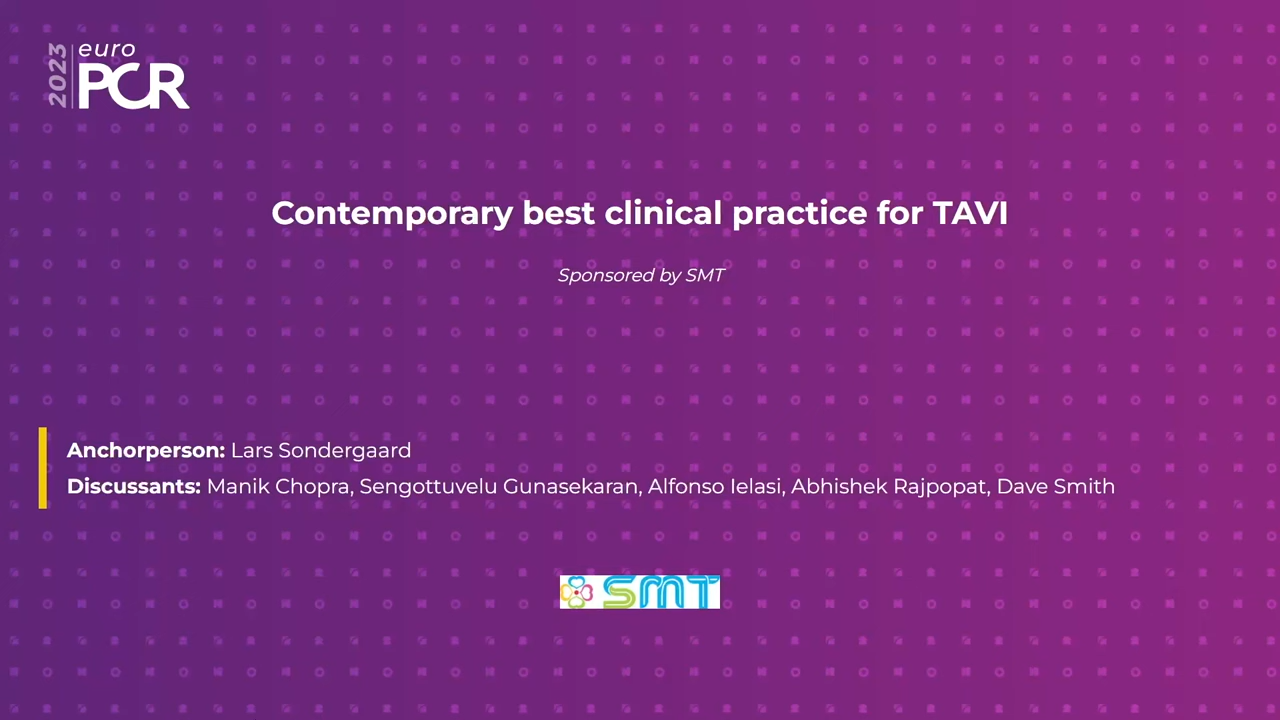 2023
euro
PCR
Contemporary best clinical practice for TAVI
Sponsored by SMT
Anchorperson: Lars Sondergaard
Discussants: Manik Chopra, Sengottuvelu Gunasekaran, Alfonso Ielasi, Abhishek Rajpopat, Dave Smith
SMT